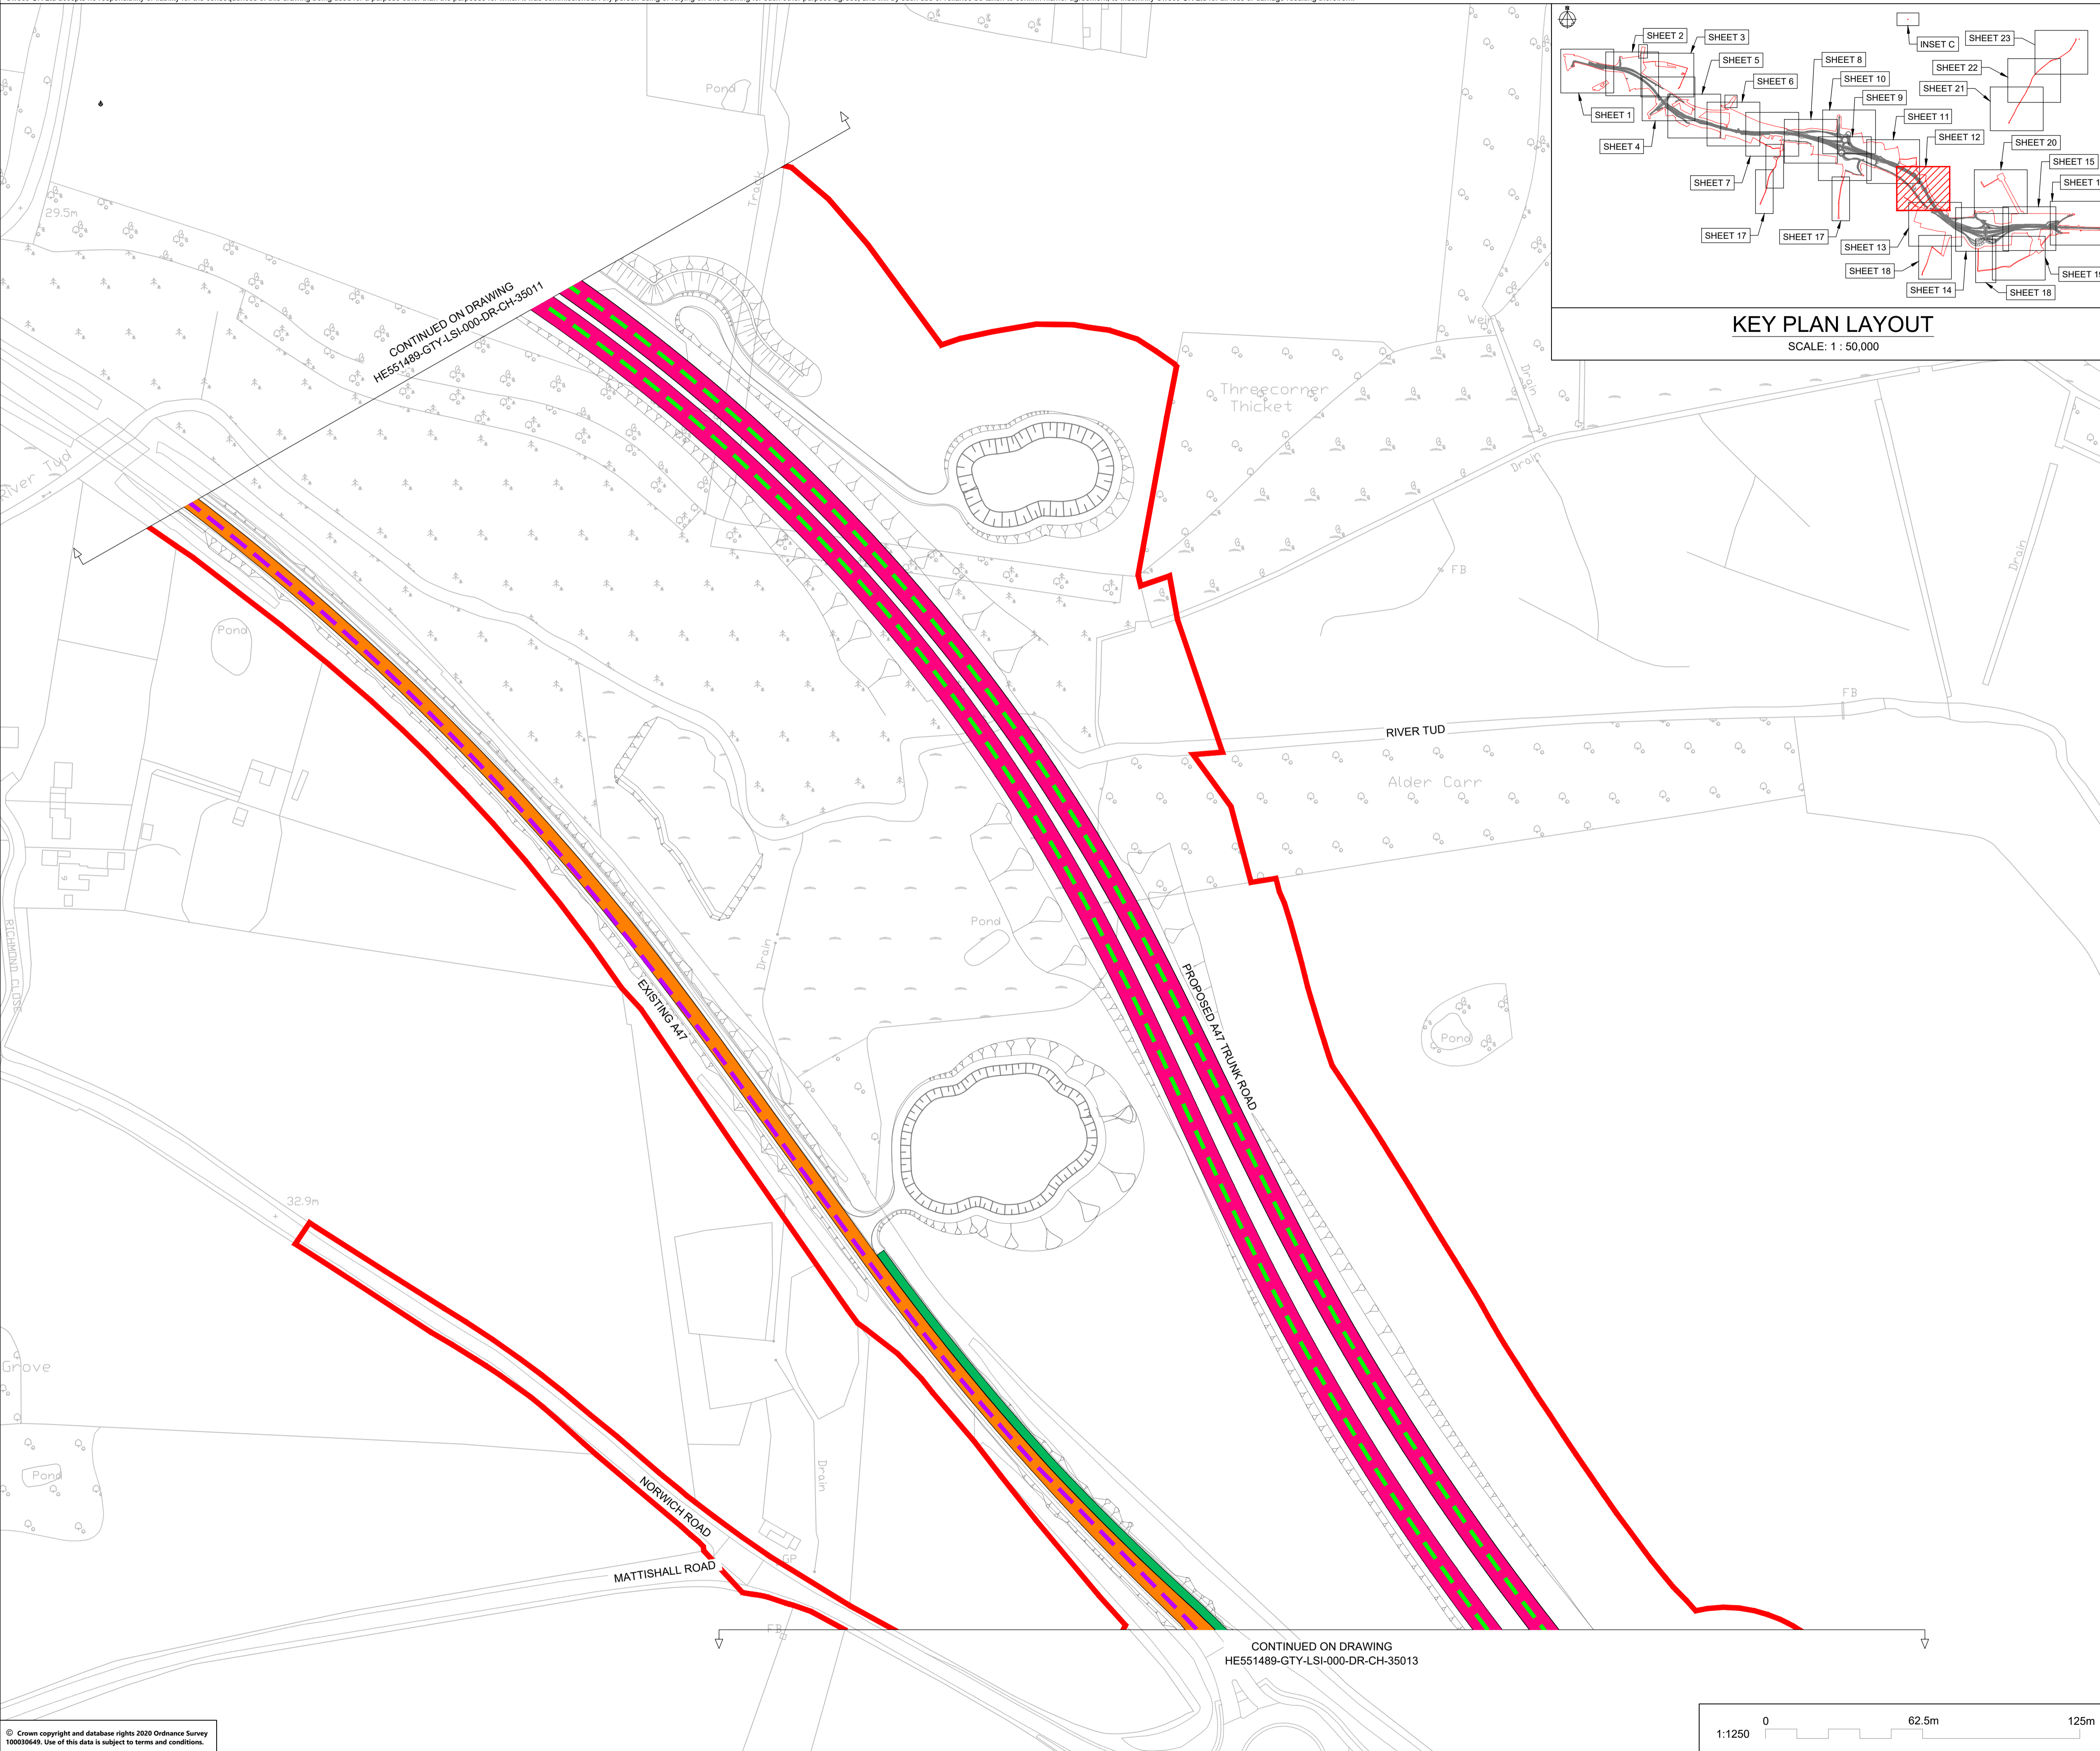 N
INSET C
SHEET 23
SHEET 2
SHEET 3
SHEET 5
SHEET 8
SHEET 22
SHEET 6
SHEET 10
SHEET 21
SHEET 9
SHEET 1
SHEET 11
SHEET 12
SHEET 4
SHEET 20
SHEET 15
SHEET 7
SHEET 17
SHEET 17
SHEET 13
SHEET 18
SHEET 14
SHEET 18
KEY PLAN LAYOUT
SCALE: 1 : 50,000
Pond
Track
29.5m
CONTINUED ON DRAWING
HE551489-GTY-LSI-000-DR-CH-35011
Weir
Drain
Threecorner
Thicket
River Tud
Drain
FB
Drain
Pond
FB
RIVER TUD
Alder Carr
Pond
Drain
RICHMOND CLOSE
EXISTING A47
PROPOSED A47 TRUNK ROAD
Pond
32.9m
Grove
Pond
Drain
NORWICH ROAD
GP
MATTISHALL ROAD
FB
CONTINUED ON DRAWING
HE551489-GTY-LSI-000-DR-CH-35013
© Crown copyright and database rights 2020 Ordnance Survey
100030649. Use of this data is subject to terms and conditions.
1:1250
0
62.5m
125m